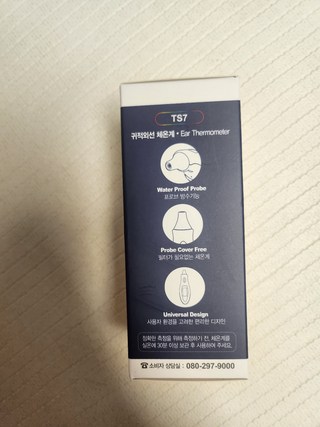 TS7
귀적외선 체온계 • Ear Thermometer
Water Proof Probe
프로브 방수기능
Probe Cover Free
필터가 필요없는 체온계
Universal Design
사용자 환경을 고려한 편리한 디자인
정확한 측정을 위해 측정하기 전, 체온계를
실온에 30분 이상 보관 후 사용하여 주세요.
☎소비자 상담실 : 080-297-9000